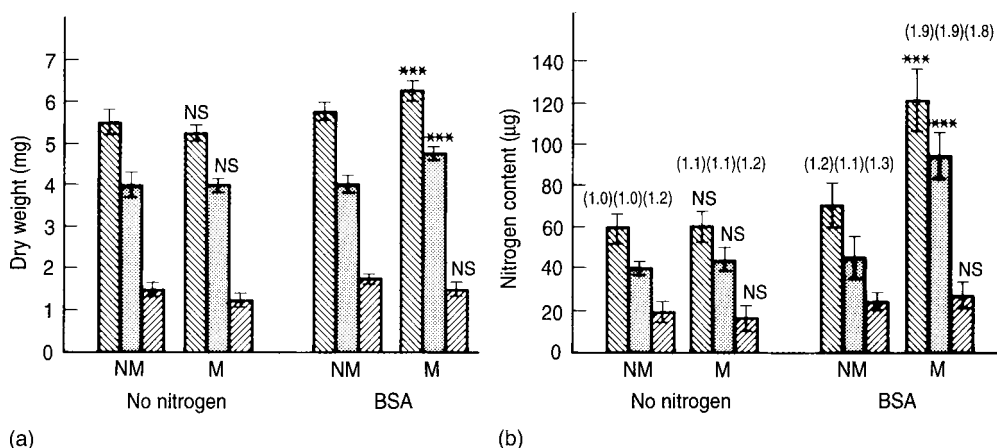 Dry weight (mg)
7
6
5
4
3
2
1
0
NS
NS
***
***
NS
NM
M
NM
M
No nitrogen
BSA
(a)
Nitrogen content (µg)
140
120
100
80
60
40
20
0
(1.0)(1.0)(1.2)
(1.1)(1.1)(1.2)
NS
NS
NS
(1.2)(1.1)(1.3)
(1.9)(1.9)(1.8)
***
***
NS
NM
M
NM
M
No nitrogen
BSA
(b)